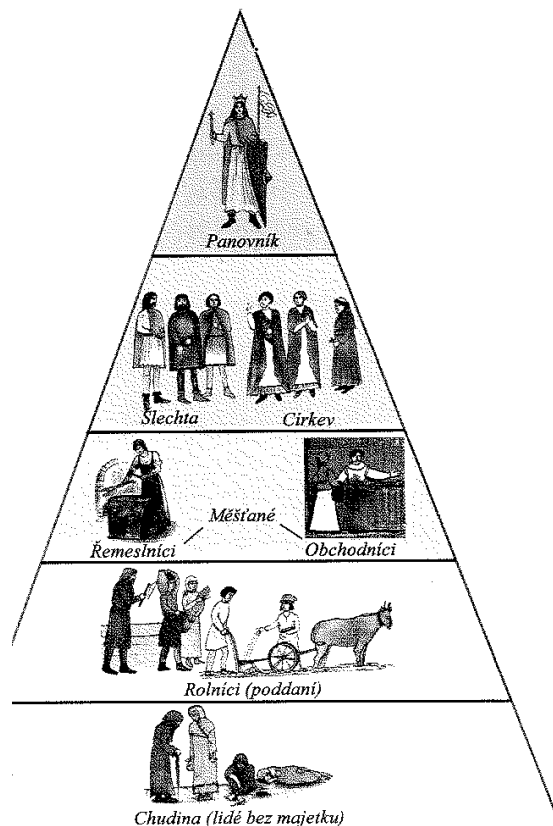 Panovník
Šlechta
Církev
Měšťané
Řemeslníci
Obchodníci
Rolníci (poddaní)
Chudina (lidé bez majetku)